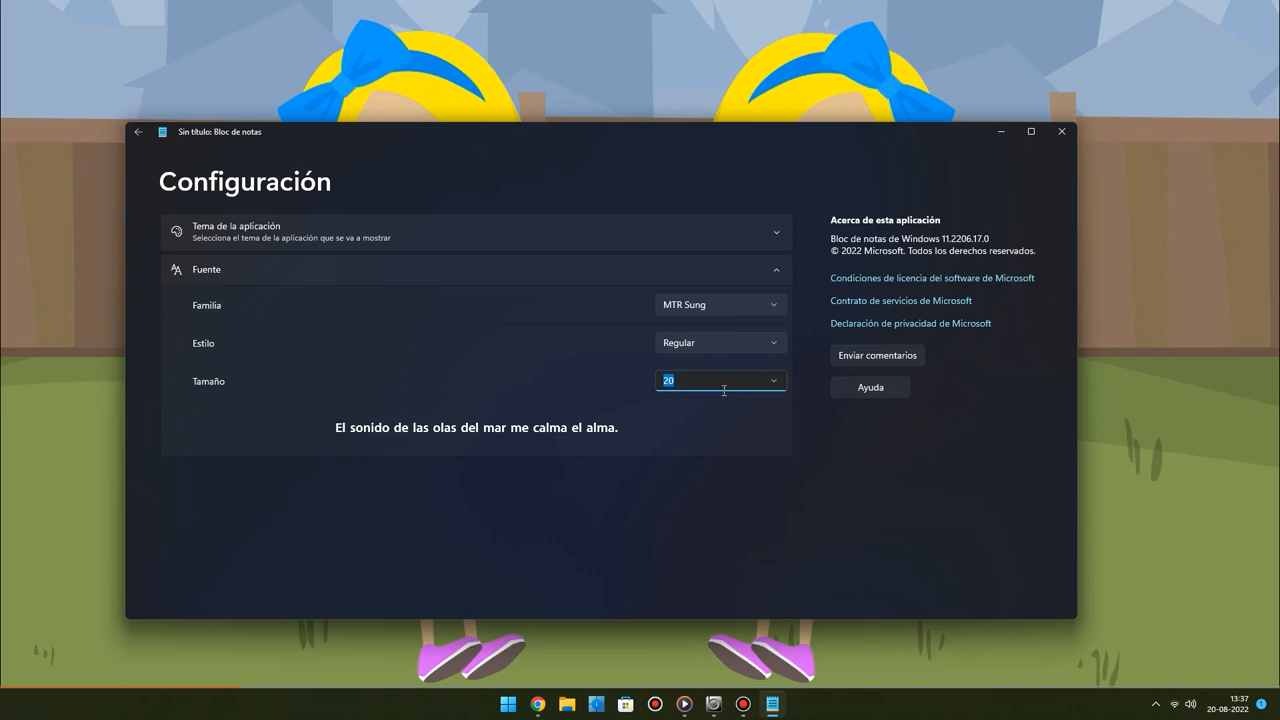 Sin título: Bloc de notas
Configuración
Tema de la aplicación
Selecciona el tema de la aplicación que se va a mostrar
Fuente
Familia
MTR Sung
Estilo
Regular
Tamaño
20
El sonido de las olas del mar me calma el alma.
Acerca de esta aplicación
Bloc de notas de Windows 11.2206.17.0
© 2022 Microsoft. Todos los derechos reservados.
Condiciones de licencia del software de Microsoft
Contrato de servicios de Microsoft
Declaración de privacidad de Microsoft
Enviar comentarios
Ayuda
13:37
20-08-2022
1